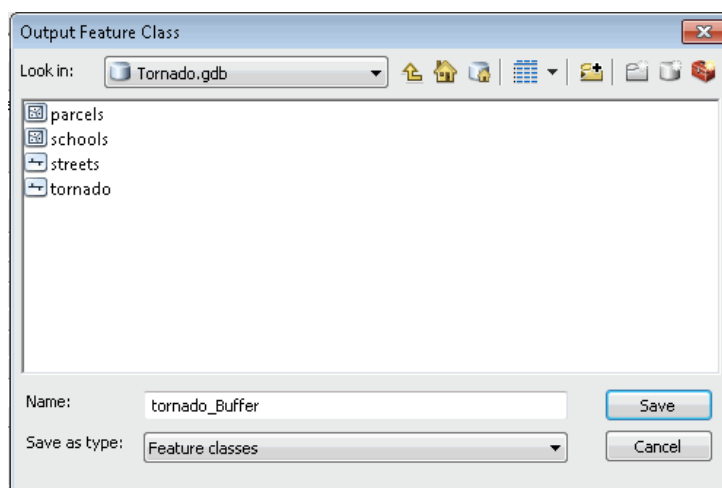 Output Feature Class
Look in: Tornado.gdb
parcels
schools
streets
tornado
Name: tornado_Buffer Save
Save as type: Feature classes Cancel